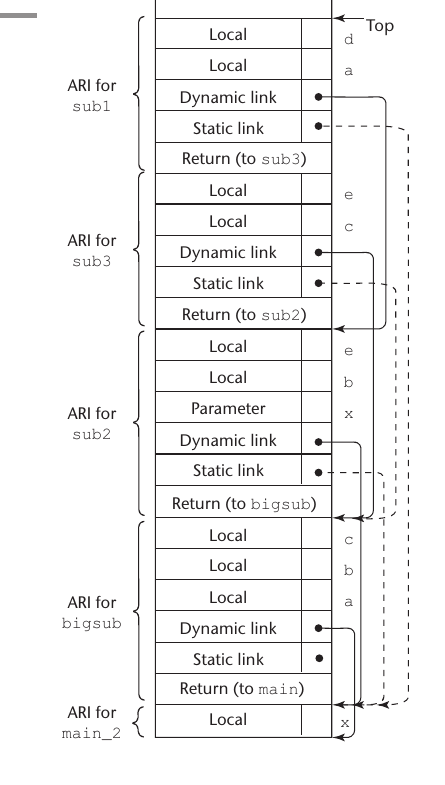 Top
Local d
Local a
ARI for
sub1
Dynamic link
Static link
Return (to sub3)
Local e
Local c
ARI for
sub3
Dynamic link
Static link
Return (to sub2)
Local e
Local b
Parameter x
ARI for
sub2
Dynamic link
Static link
Return (to bigsub)
Local c
Local b
Local a
ARI for
bigsub
Dynamic link
Static link
Return (to main)
ARI for
main_2
Local x